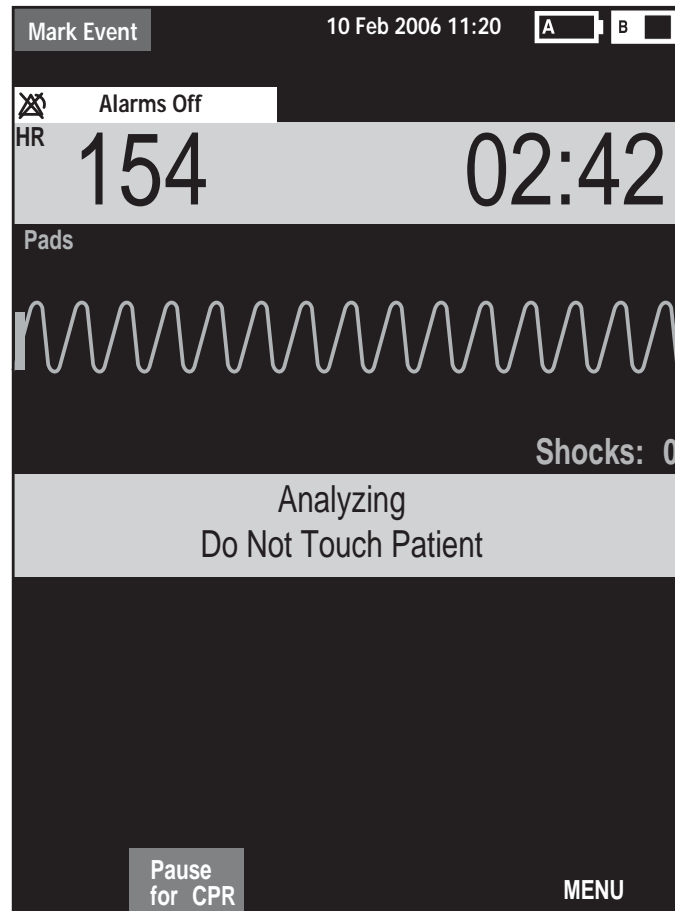 Mark Event 10 Feb 2006 11:20 A B
Alarms Off
HR 154 02:42
Pads
Shocks: 0
Analyzing
Do Not Touch Patient
Pause
for CPR
MENU